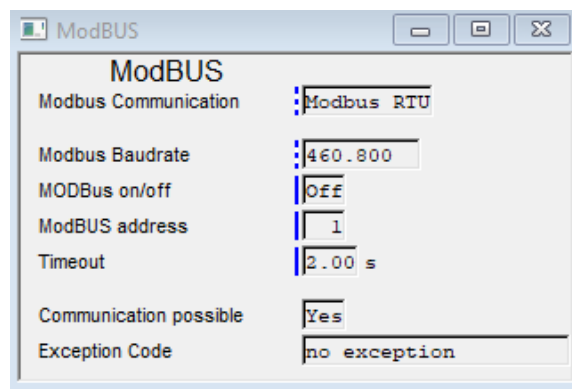 ModBUS
ModBUS
Modbus Communication Modbus RTU
Modbus Baudrate 460.800
MODBus on/off Off
ModBUS address 1
Timeout 2.00 s
Communication possible Yes
Exception Code no exception